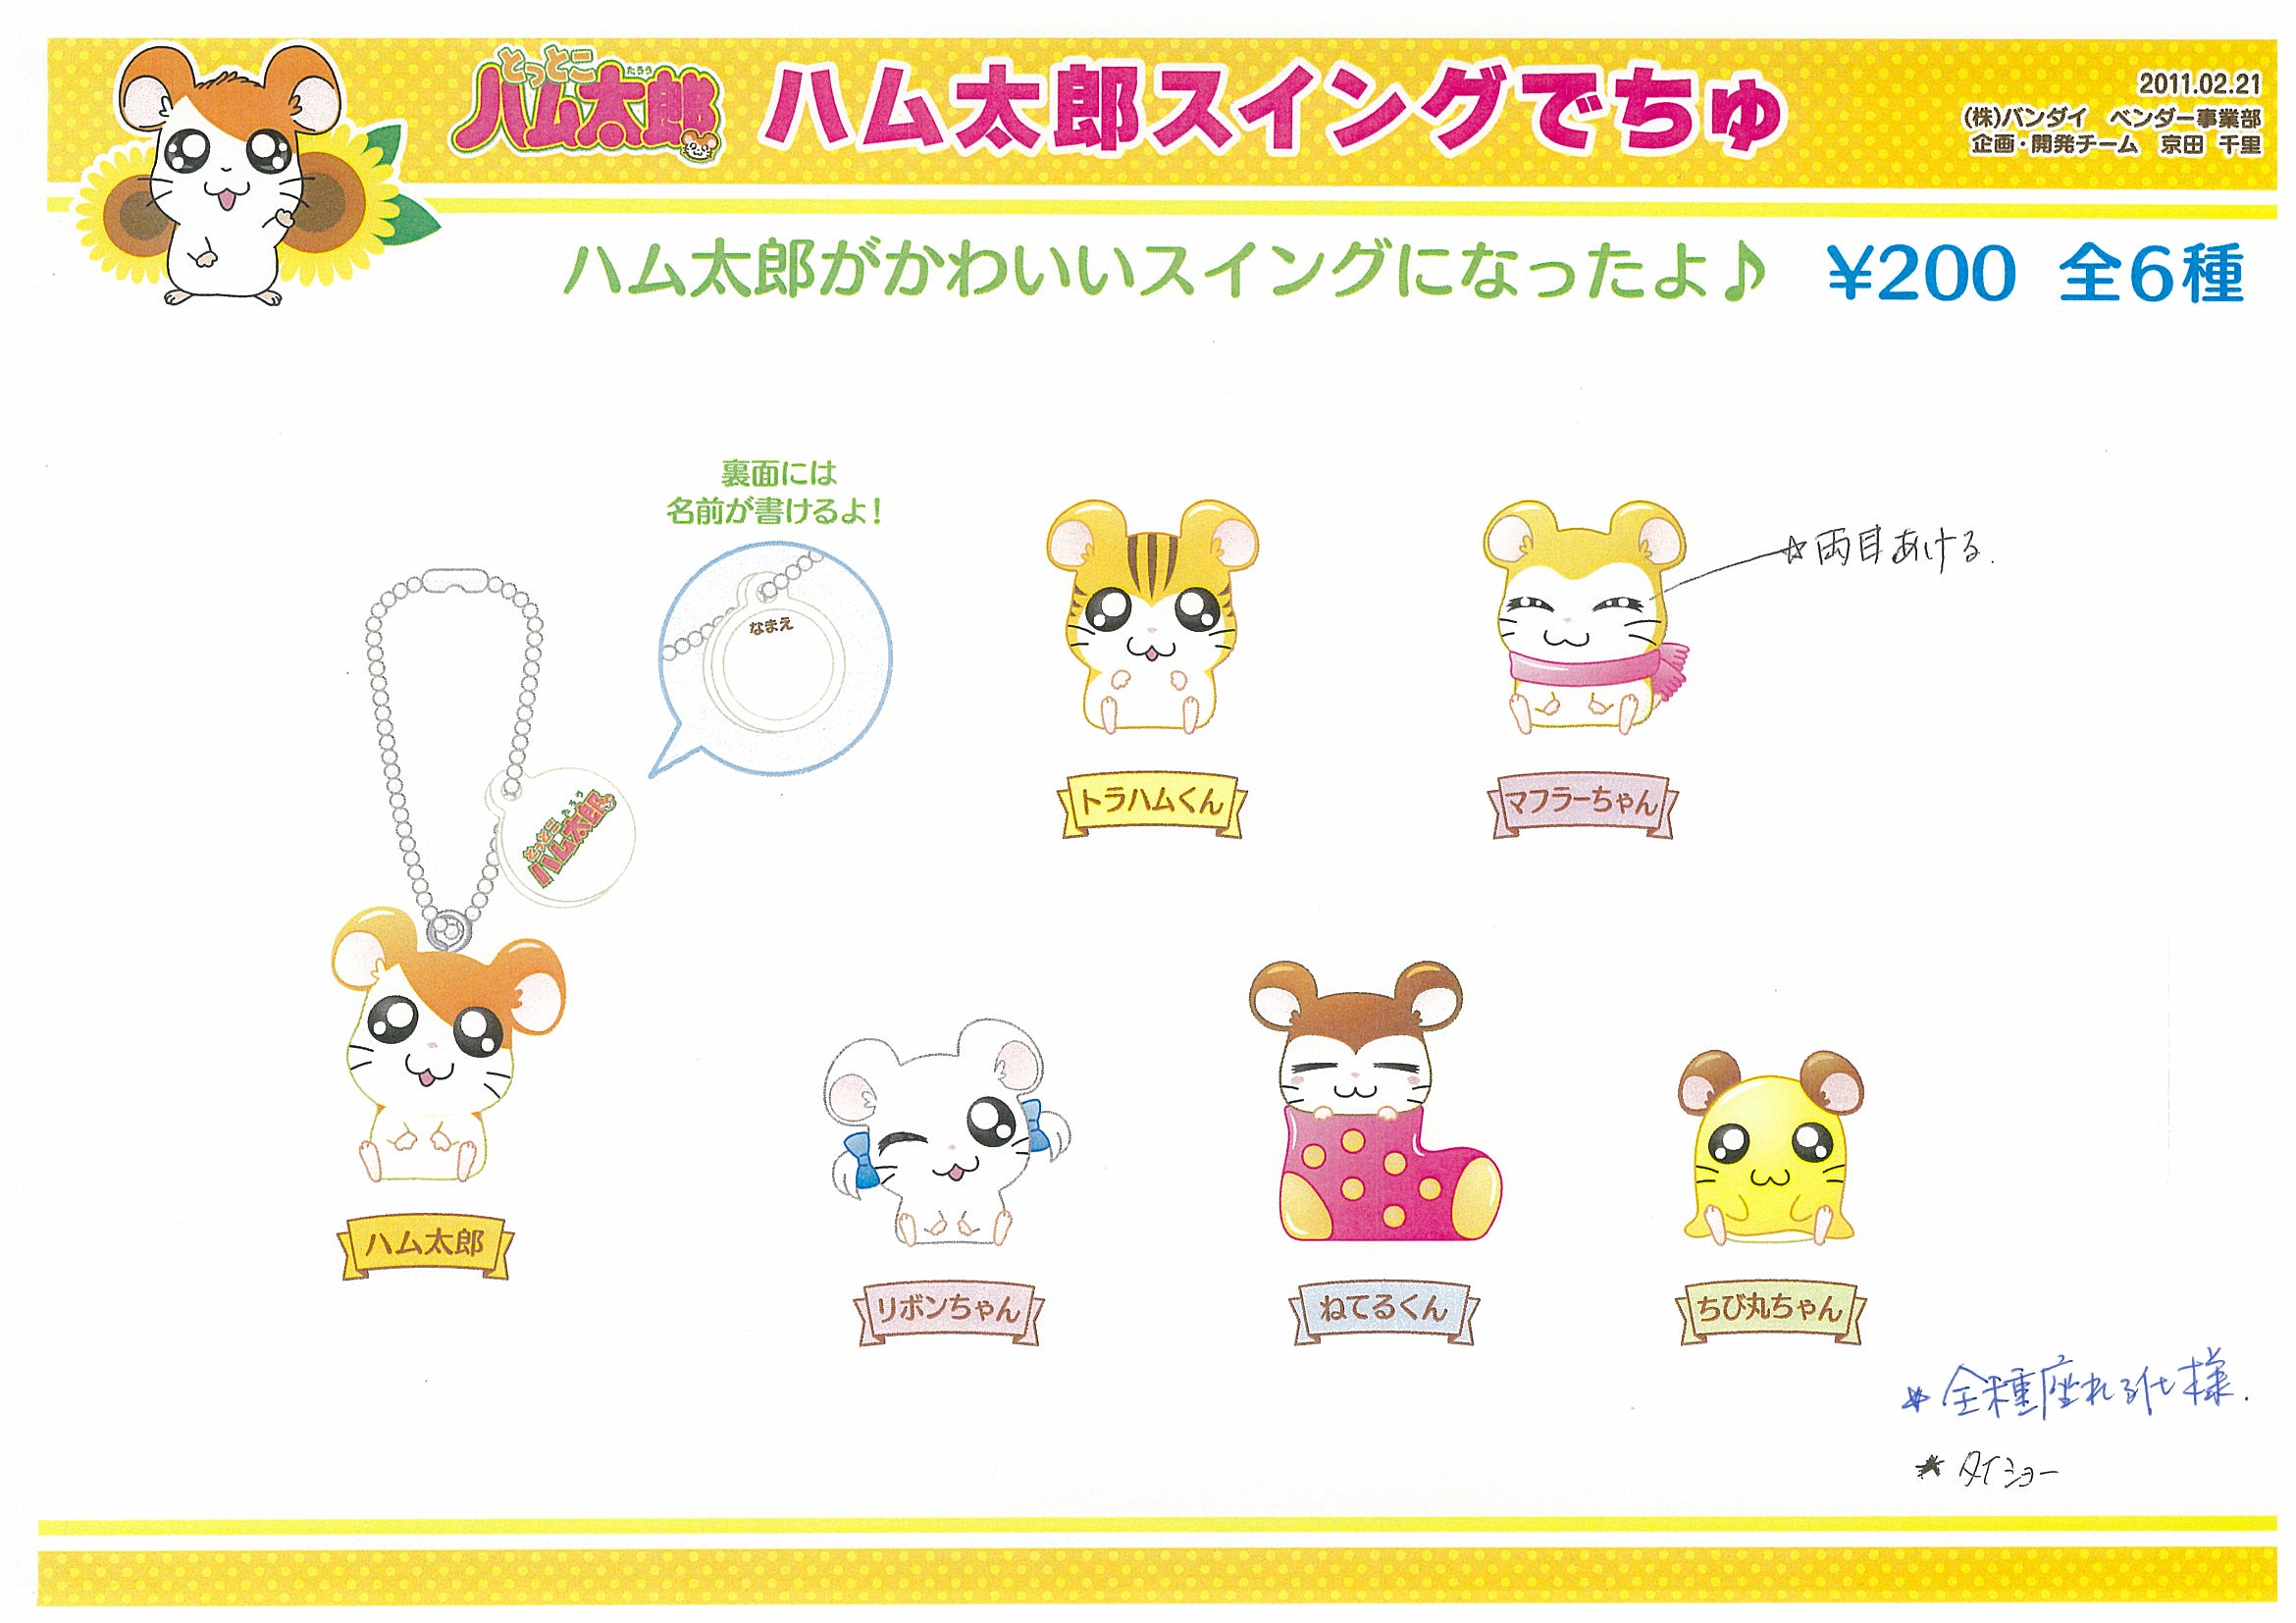 とっとこ
ハム太郎
たろう
ハム太郎スイングでちゅ
2011.02.21
(株)バンダイ　ベンダー事業部
企画・開発チーム　京田 千里
ハム太郎がかわいいスイングになったよ♪
¥200 全6種
裏面には
名前が書けるよ!
なまえ
とっとこ
ハム太郎
たろう
☆両目あける.
トラハムくん
マフラーちゃん
ハム太郎
リボンちゃん
ねてるくん
ちび丸ちゃん
★全種座れる仕様.
★タイショー